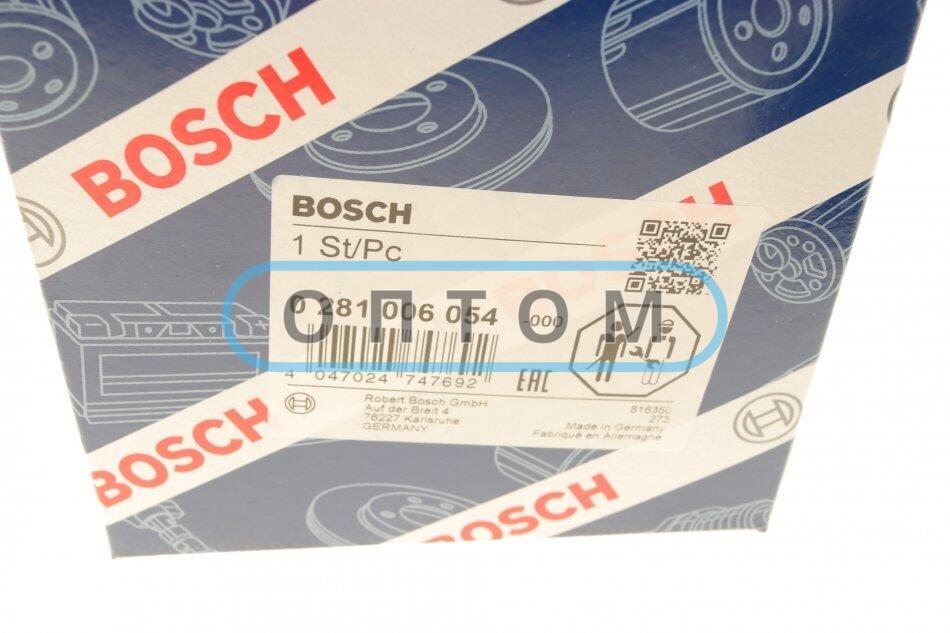 BOSCH
BOSCH
1 St/Pc
0 281 006 054 -000
ОПТОМ
4 047024 747692
EAC
Robert Bosch GmbH
Auf der Breit 4
76227 Karlsruhe
GERMANY
816350
273
Made in Germany
Fabriqué en Allemagne
BOSCH
BOSCH